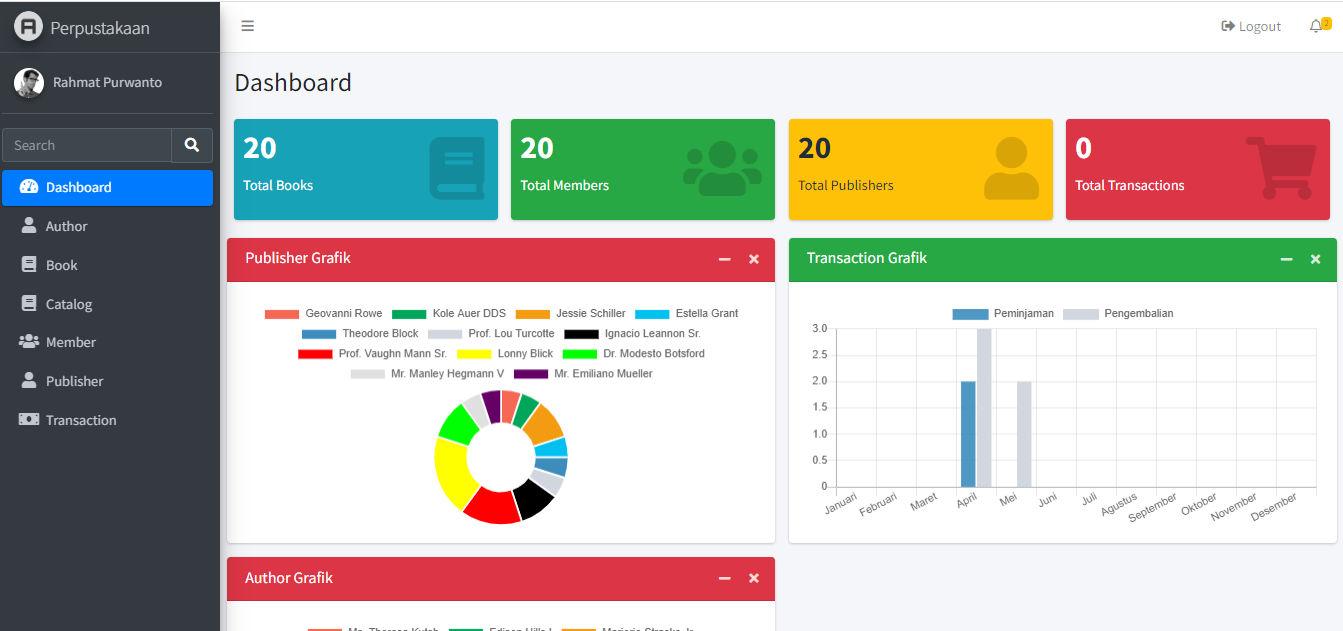 Perpustakaan
Logout 2
Rahmat Purwanto
Search
Dashboard
Author
Book
Catalog
Member
Publisher
Transaction
Dashboard
20
Total Books
20
Total Members
20
Total Publishers
0
Total Transactions
Publisher Grafik
Geovanni Rowe Kole Auer DDS Jessie Schiller Estella Grant
Theodore Block Prof. Lou Turcotte Ignacio Leannon Sr.
Prof. Vaughn Mann Sr. Lonny Blick Dr. Modesto Botsford
Mr. Manley Hegmann V Mr. Emiliano Mueller
Transaction Grafik
Peminjaman Pengembalian
3.0
2.5
2.0
1.5
1.0
0.5
0
Januari Februari Maret April Mei Juni Juli Agustus September Oktober November Desember
Author Grafik